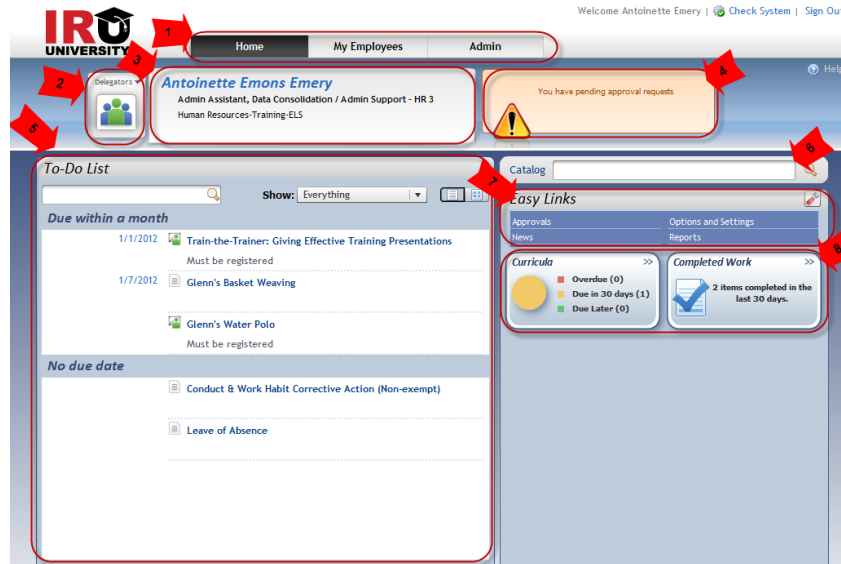 Welcome Antoinette Emery | Check System | Sign Out
IRU
UNIVERSITY
1
Home My Employees Admin
2
3
4
Help
Delegators
Antoinette Emons Emery
Admin Assistant, Data Consolidation / Admin Support - HR 3
Human Resources-Training-ELS
You have pending approval requests
5
6
To-Do List
Catalog
7
Show: Everything
Easy Links
Approvals Options and Settings
News Reports
8
Due within a month
1/1/2012 Train-the-Trainer: Giving Effective Training Presentations
Must be registered
1/7/2012 Glenn's Basket Weaving
Glenn's Water Polo
Must be registered
No due date
Conduct & Work Habit Corrective Action (Non-exempt)
Leave of Absence
Curricula >>
Overdue (0)
Due in 30 days (1)
Due Later (0)
Completed Work >>
2 items completed in the
last 30 days.